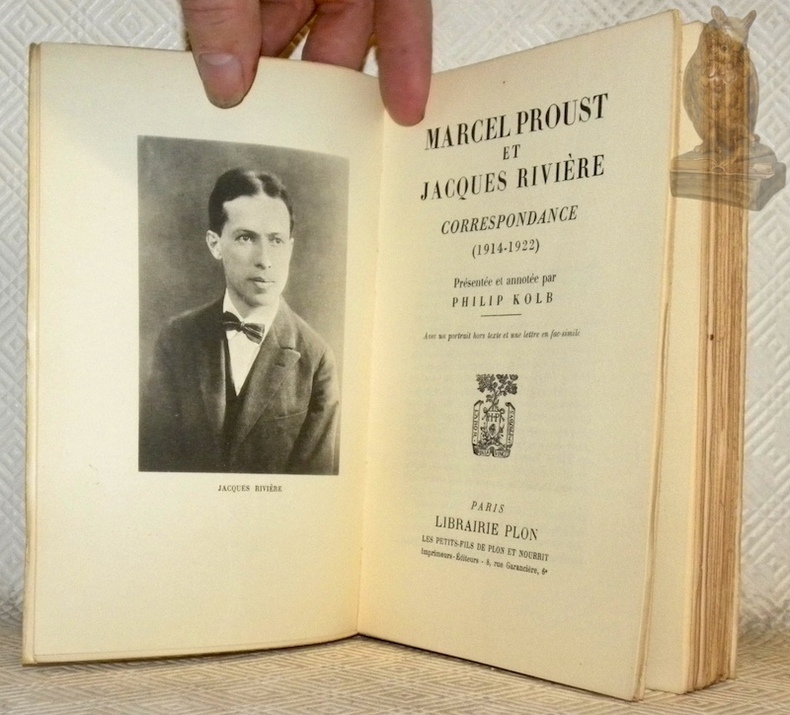 JACQUES RIVIÈRE
MARCEL PROUST
ET
JACQUES RIVIÈRE
CORRESPONDANCE
(1914-1922)
Présentée et annotée par
PHILIP KOLB
Avec un portrait hors texte et une lettre en fac-simile
PARIS
LIBRAIRIE PLON
LES PETITS-FILS DE PLON ET NOURRIT
Imprimeurs-Éditeurs - 8, rue Garancière, 6e